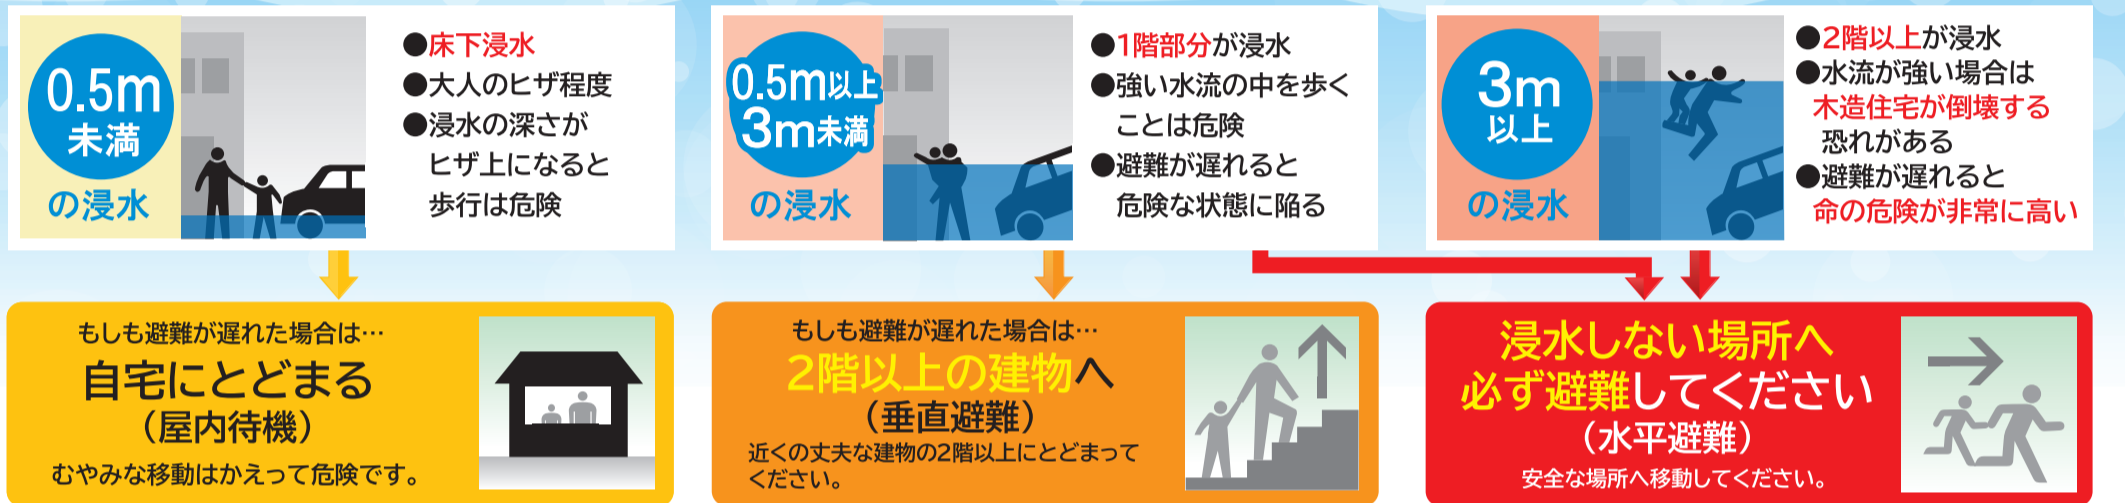 0.5m
未満
の浸水
●床下浸水
●大人のヒザ程度
●浸水の深さが
ヒザ上になると
歩行は危険
0.5m以上
3m未満
の浸水
●1階部分が浸水
●強い水流の中を歩く
ことは危険
●避難が遅れると
危険な状態に陥る
3m
以上
の浸水
●2階以上が浸水
●水流が強い場合は
木造住宅が倒壊する
恐れがある
●避難が遅れると
命の危険が非常に高い
もしも避難が遅れた場合は…
自宅にとどまる
(屋内待機)
むやみな移動はかえって危険です。
もしも避難が遅れた場合は…
2階以上の建物へ
(垂直避難)
近くの丈夫な建物の2階以上にとどまって
ください。
浸水しない場所へ
必ず避難してください
(水平避難)
安全な場所へ移動してください。